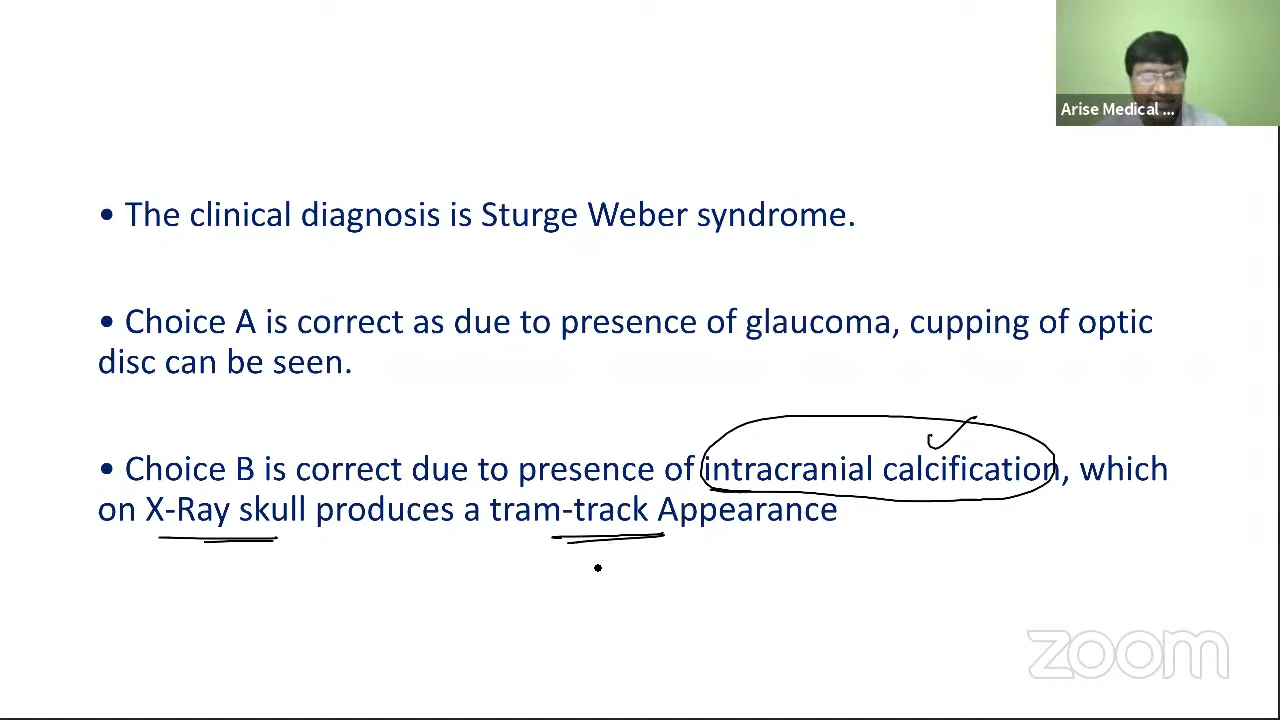 Arise Medical ...
• The clinical diagnosis is Sturge Weber syndrome.
• Choice A is correct as due to presence of glaucoma, cupping of optic
disc can be seen.
• Choice B is correct due to presence of intracranial calcification, which
on X-Ray skull produces a tram-track Appearance
zoom